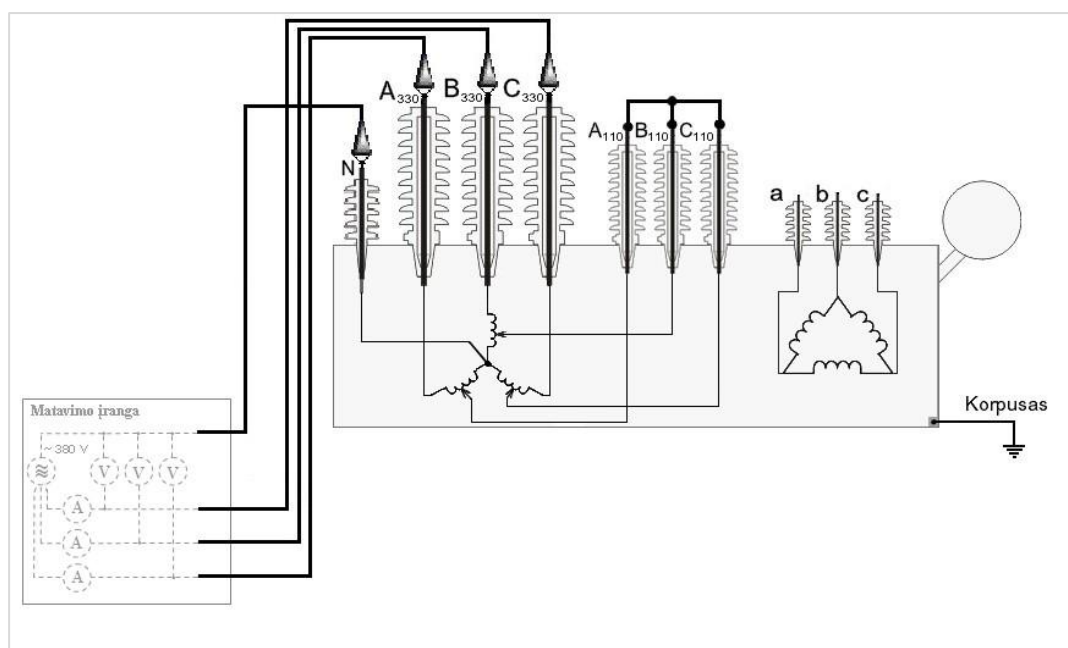 A330 B330 C330
N
A110 B110 C110
a b c
Korpusas
Matavimo įranga
~ 380 V
V V V
A
A
A